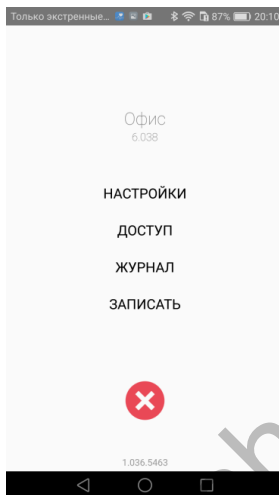 Только экстренные... 87% 20:10
Офис
6.038
НАСТРОЙКИ
ДОСТУП
ЖУРНАЛ
ЗАПИСАТЬ
1.036.5463